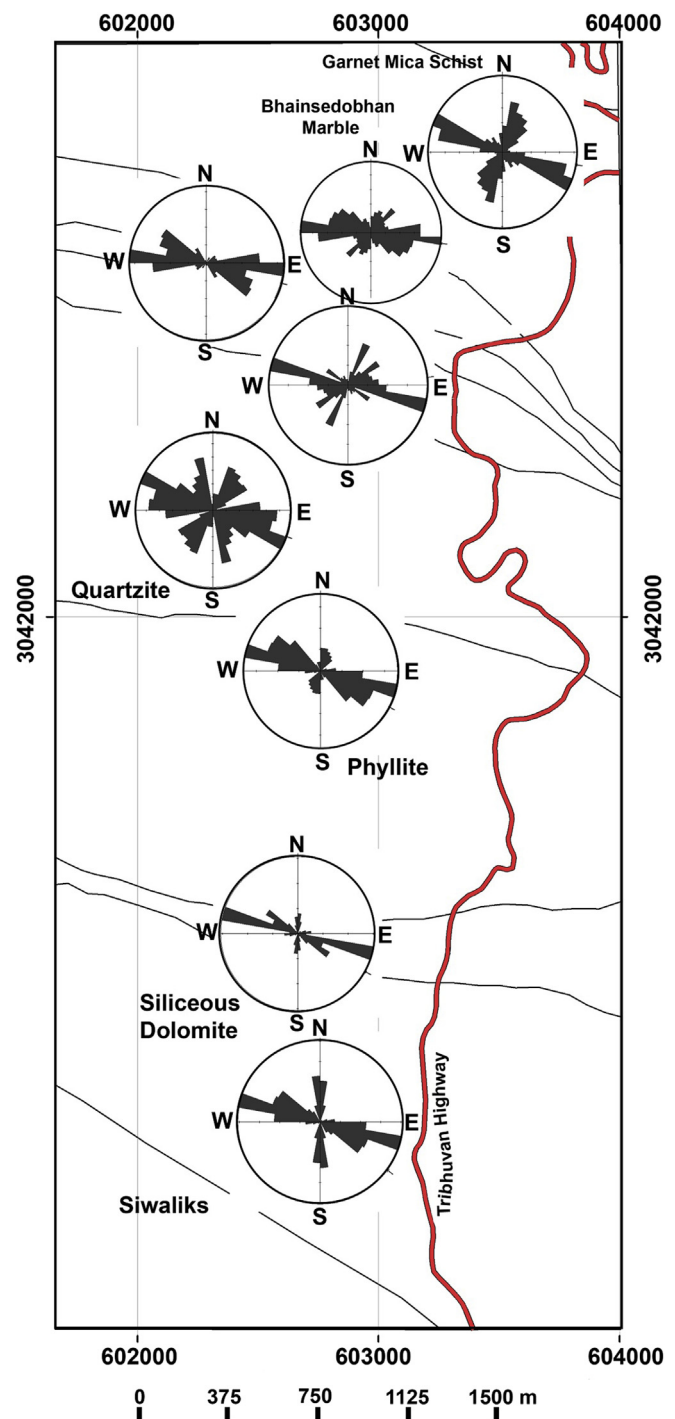 602000 603000 604000
Garnet Mica Schist N
Bhainsedobhan
Marble
W E
N
S
N
W E
S
N
W E
S
N
W E
S
Quartzite
N
3042000 3042000
W E
S Phyllite
N
W E
Siliceous
Dolomite
S N
W E
Tribhuvan Highway
Siwaliks
S
602000 603000 604000
0 375 750 1125 1500 m